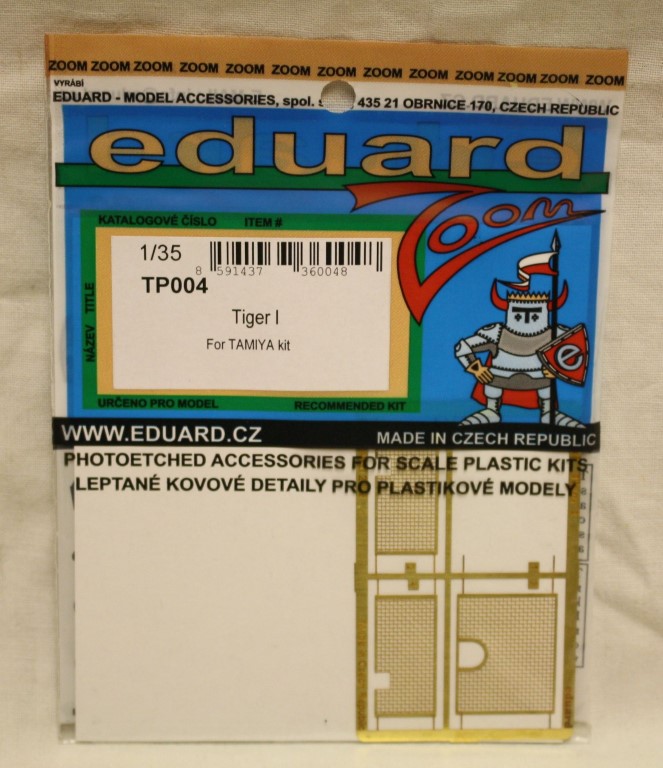 ZOOM ZOOM ZOOM ZOOM ZOOM ZOOM ZOOM ZOOM ZOOM ZOOM ZOOM ZOOM ZOOM
VYRÁBÍ
EDUARD - MODEL ACCESSORIES, spol. s 435 21 OBRNICE 170, CZECH REPUBLIC
eduard
Zoom
KATALOGOVÉ ČÍSLO ITEM #
1/35
8 591437 360048
TP004
Tiger I
For TAMIYA kit
NÁZEV TITLE
URČENO PRO MODEL RECOMMENDED KIT
e
WWW.EDUARD.CZ MADE IN CZECH REPUBLIC
PHOTOETCHED ACCESSORIES FOR SCALE PLASTIC KITS
LEPTANÉ KOVOVÉ DETAILY PRO PLASTIKOVÉ MODELY
eduard